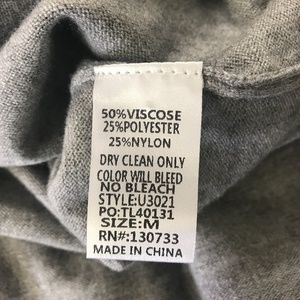 50%VISCOSE
25%POLYESTER
25%NYLON
DRY CLEAN ONLY
COLOR WILL BLEED
NO BLEACH
STYLE:U3021
PO:TL40131
SIZE:M
RN#:130733
MADE IN CHINA